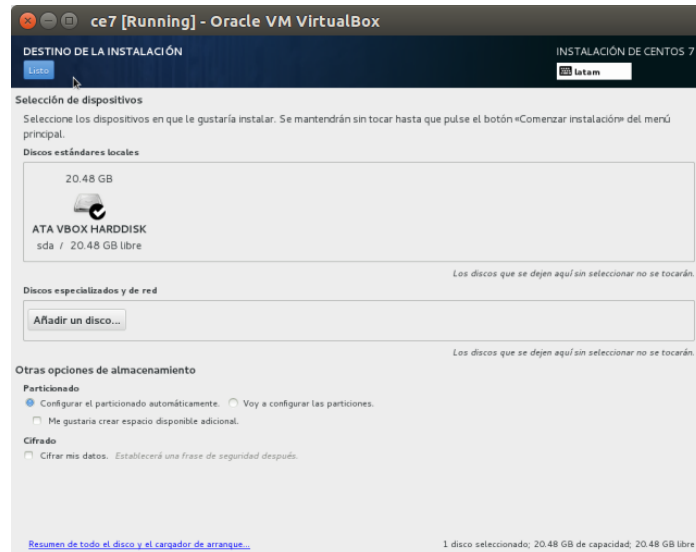 ce7 [Running] - Oracle VM VirtualBox
DESTINO DE LA INSTALACIÓN
INSTALACIÓN DE CENTOS 7
Listo
latam
Selección de dispositivos
Seleccione los dispositivos en que le gustaría instalar. Se mantendrán sin tocar hasta que pulse el botón «Comenzar instalación» del menú
principal.
Discos estándares locales
20.48 GB
ATA VBOX HARDDISK
sda / 20.48 GB libre
Los discos que se dejen aquí sin seleccionar no se tocarán.
Discos especializados y de red
Añadir un disco...
Los discos que se dejen aquí sin seleccionar no se tocarán.
Otras opciones de almacenamiento
Particionado
Configurar el particionado automáticamente. Voy a configurar las particiones.
Me gustaria crear espacio disponible adicional.
Cifrado
Cifrar mis datos. Establecerá una frase de seguridad después.
Resumen de todo el disco y el cargador de arranque...
1 disco seleccionado; 20.48 GB de capacidad; 20.48 GB libre